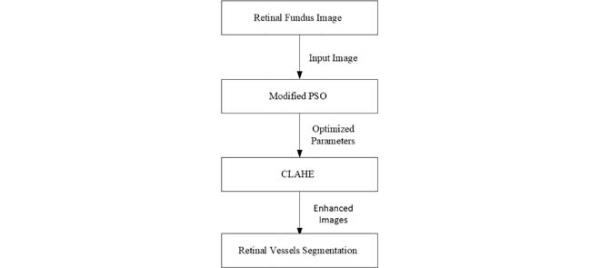 Retinal Fundus Image
Input Image
Modified PSO
Optimized
Parameters
CLAHE
Enhanced
Images
Retinal Vessels Segmentation